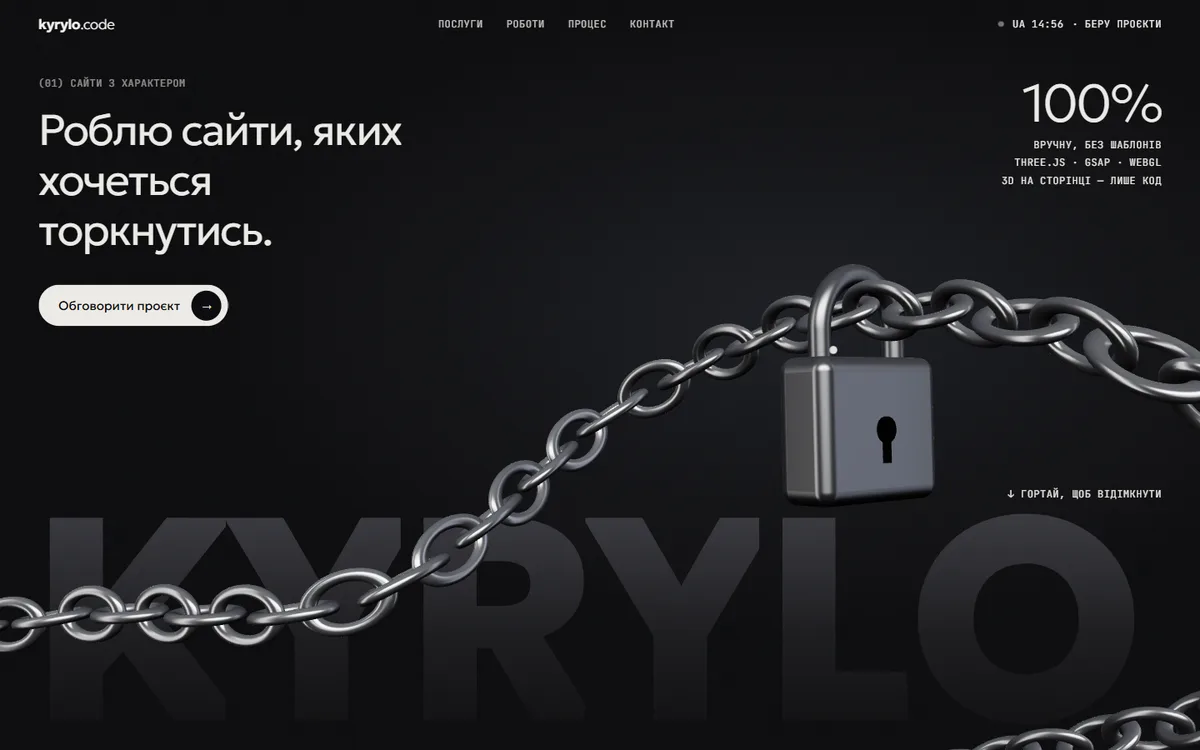 kyrylo.code
ПОСЛУГИ РОБОТИ ПРОЦЕС КОНТАКТ
UA 14:56 · БЕРУ ПРОЄКТИ
(01) САЙТИ З ХАРАКТЕРОМ
Роблю сайти, яких
хочеться
торкнутись.
Обговорити проєкт →
100%
ВРУЧНУ, БЕЗ ШАБЛОНІВ
THREE.JS · GSAP · WEBGL
3D НА СТОРІНЦІ — ЛИШЕ КОД
↓ ГОРТАЙ, ЩОБ ВІДІМКНУТИ
KYRYLO